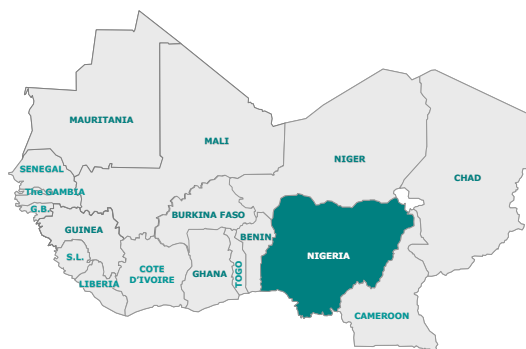 MAURITANIA
MALI
NIGER
CHAD
SENEGAL
The GAMBIA
G.B.
GUINEA
BURKINA FASO
BENIN
NIGERIA
S.L.
LIBERIA
COTE
D'IVOIRE
GHANA
TOGO
CAMEROON